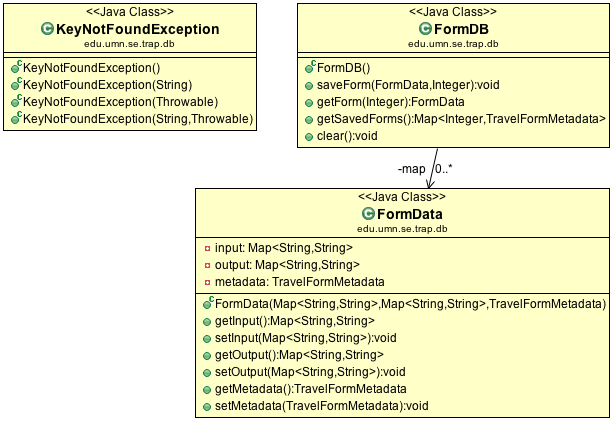 <<Java Class>>
KeyNotFoundException
edu.umn.se.trap.db
KeyNotFoundException()
KeyNotFoundException(String)
KeyNotFoundException(Throwable)
KeyNotFoundException(String,Throwable)
<<Java Class>>
FormDB
edu.umn.se.trap.db
FormDB()
saveForm(FormData,Integer):void
getForm(Integer):FormData
getSavedForms():Map<Integer,TravelFormMetadata>
clear():void
-map 0..*
<<Java Class>>
FormData
edu.umn.se.trap.db
input: Map<String,String>
output: Map<String,String>
metadata: TravelFormMetadata
FormData(Map<String,String>,Map<String,String>,TravelFormMetadata)
getInput():Map<String,String>
setInput(Map<String,String>):void
getOutput():Map<String,String>
setOutput(Map<String,String>):void
getMetadata():TravelFormMetadata
setMetadata(TravelFormMetadata):void